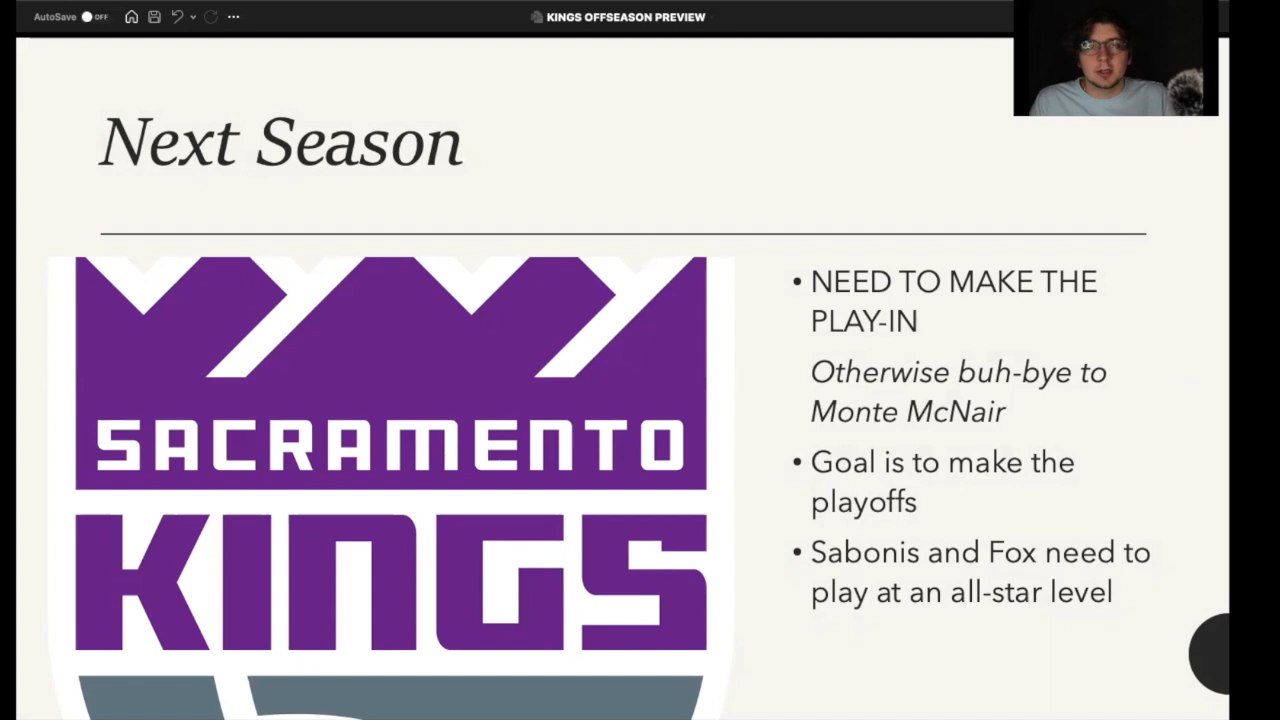 AutoSave OFF
KINGS OFFSEASON PREVIEW
Next Season
SACRAMENTO
KINGS
• NEED TO MAKE THE
PLAY-IN
Otherwise buh-bye to
Monte McNair
• Goal is to make the
playoffs
• Sabonis and Fox need to
play at an all-star level